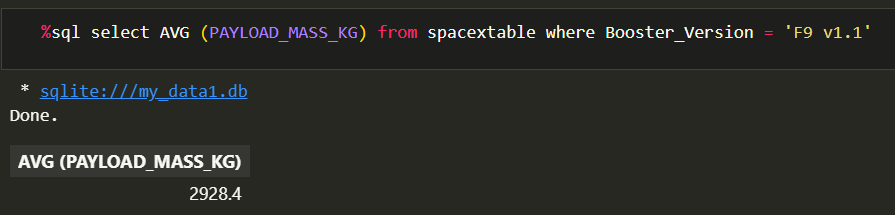 %sql select AVG (PAYLOAD_MASS_KG) from spacextable where Booster_Version = 'F9 v1.1'
* sqlite:///my_data1.db
Done.
AVG (PAYLOAD_MASS_KG)
2928.4